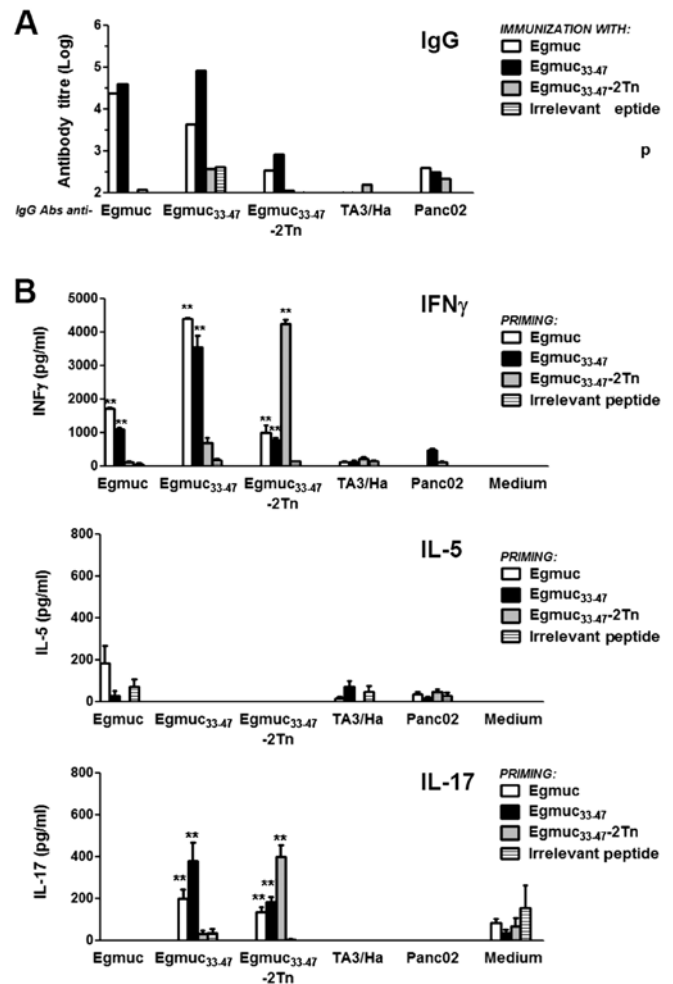 A
IgG
Antibody titre (Log)
6
5
4
3
2
IgG Abs anti- Egmuc Egmuc33-47 Egmuc33-47 TA3/Ha Panc02
-2Tn
IMMUNIZATION WITH:
Egmuc
Egmuc33-47
Egmuc33-47-2Tn
Irrelevant eptide
p
B
IFNγ
INFγ (pg/ml)
5000
4000
3000
2000
1000
0
** ** ** ** ** ** **
Egmuc Egmuc33-47 Egmuc33-47 TA3/Ha Panc02 Medium
-2Tn
PRIMING:
Egmuc
Egmuc33-47
Egmuc33-47-2Tn
Irrelevant peptide
IL-5
IL-5 (pg/ml)
800
600
400
200
0
Egmuc Egmuc33-47 Egmuc33-47 TA3/Ha Panc02 Medium
-2Tn
PRIMING:
Egmuc
Egmuc33-47
Egmuc33-47-2Tn
Irrelevant peptide
IL-17
IL-17 (pg/ml)
800
600
400
200
0
** ** ** ** **
Egmuc Egmuc33-47 Egmuc33-47 TA3/Ha Panc02 Medium
-2Tn
PRIMING:
Egmuc
Egmuc33-47
Egmuc33-47-2Tn
Irrelevant peptide